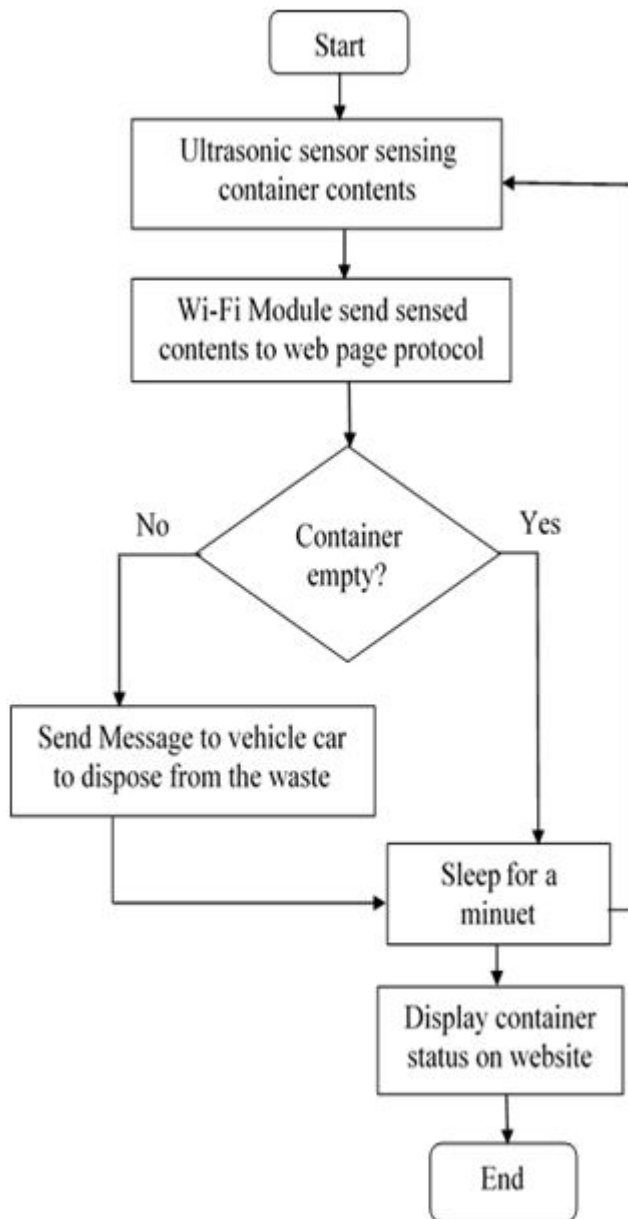 Start
Ultrasonic sensor sensing
container contents
Wi-Fi Module send sensed
contents to web page protocol
No
Yes
Container
empty?
Send Message to vehicle car
to dispose from the waste
Sleep for a
minuet
Display container
status on website
End